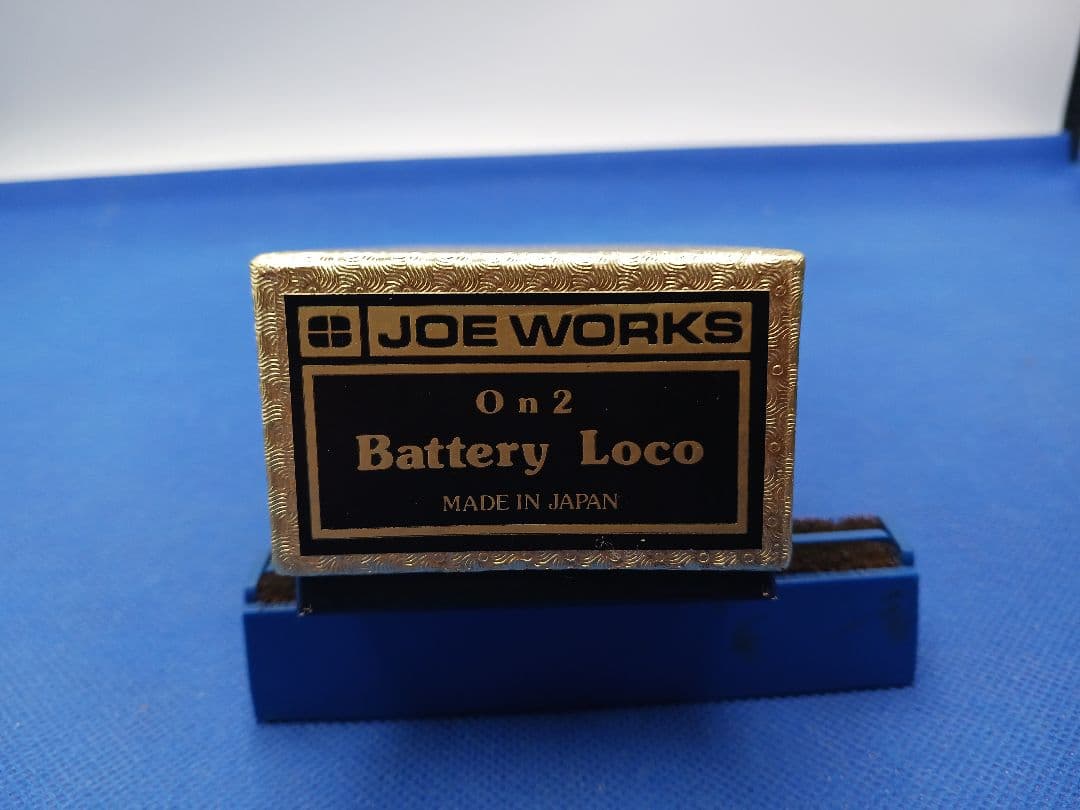 JOE WORKS
On2
Battery Loco
MADE IN JAPAN